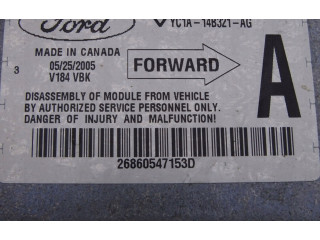 Ford
YC1A-14B321-AG
MADE IN CANADA
3
05/25/2005
V184 VBK
FORWARD
A
DISASSEMBLY OF MODULE FROM VEHICLE
BY AUTHORIZED SERVICE PERSONNEL ONLY.
DANGER OF INJURY AND MALFUNCTION!
26860547153D